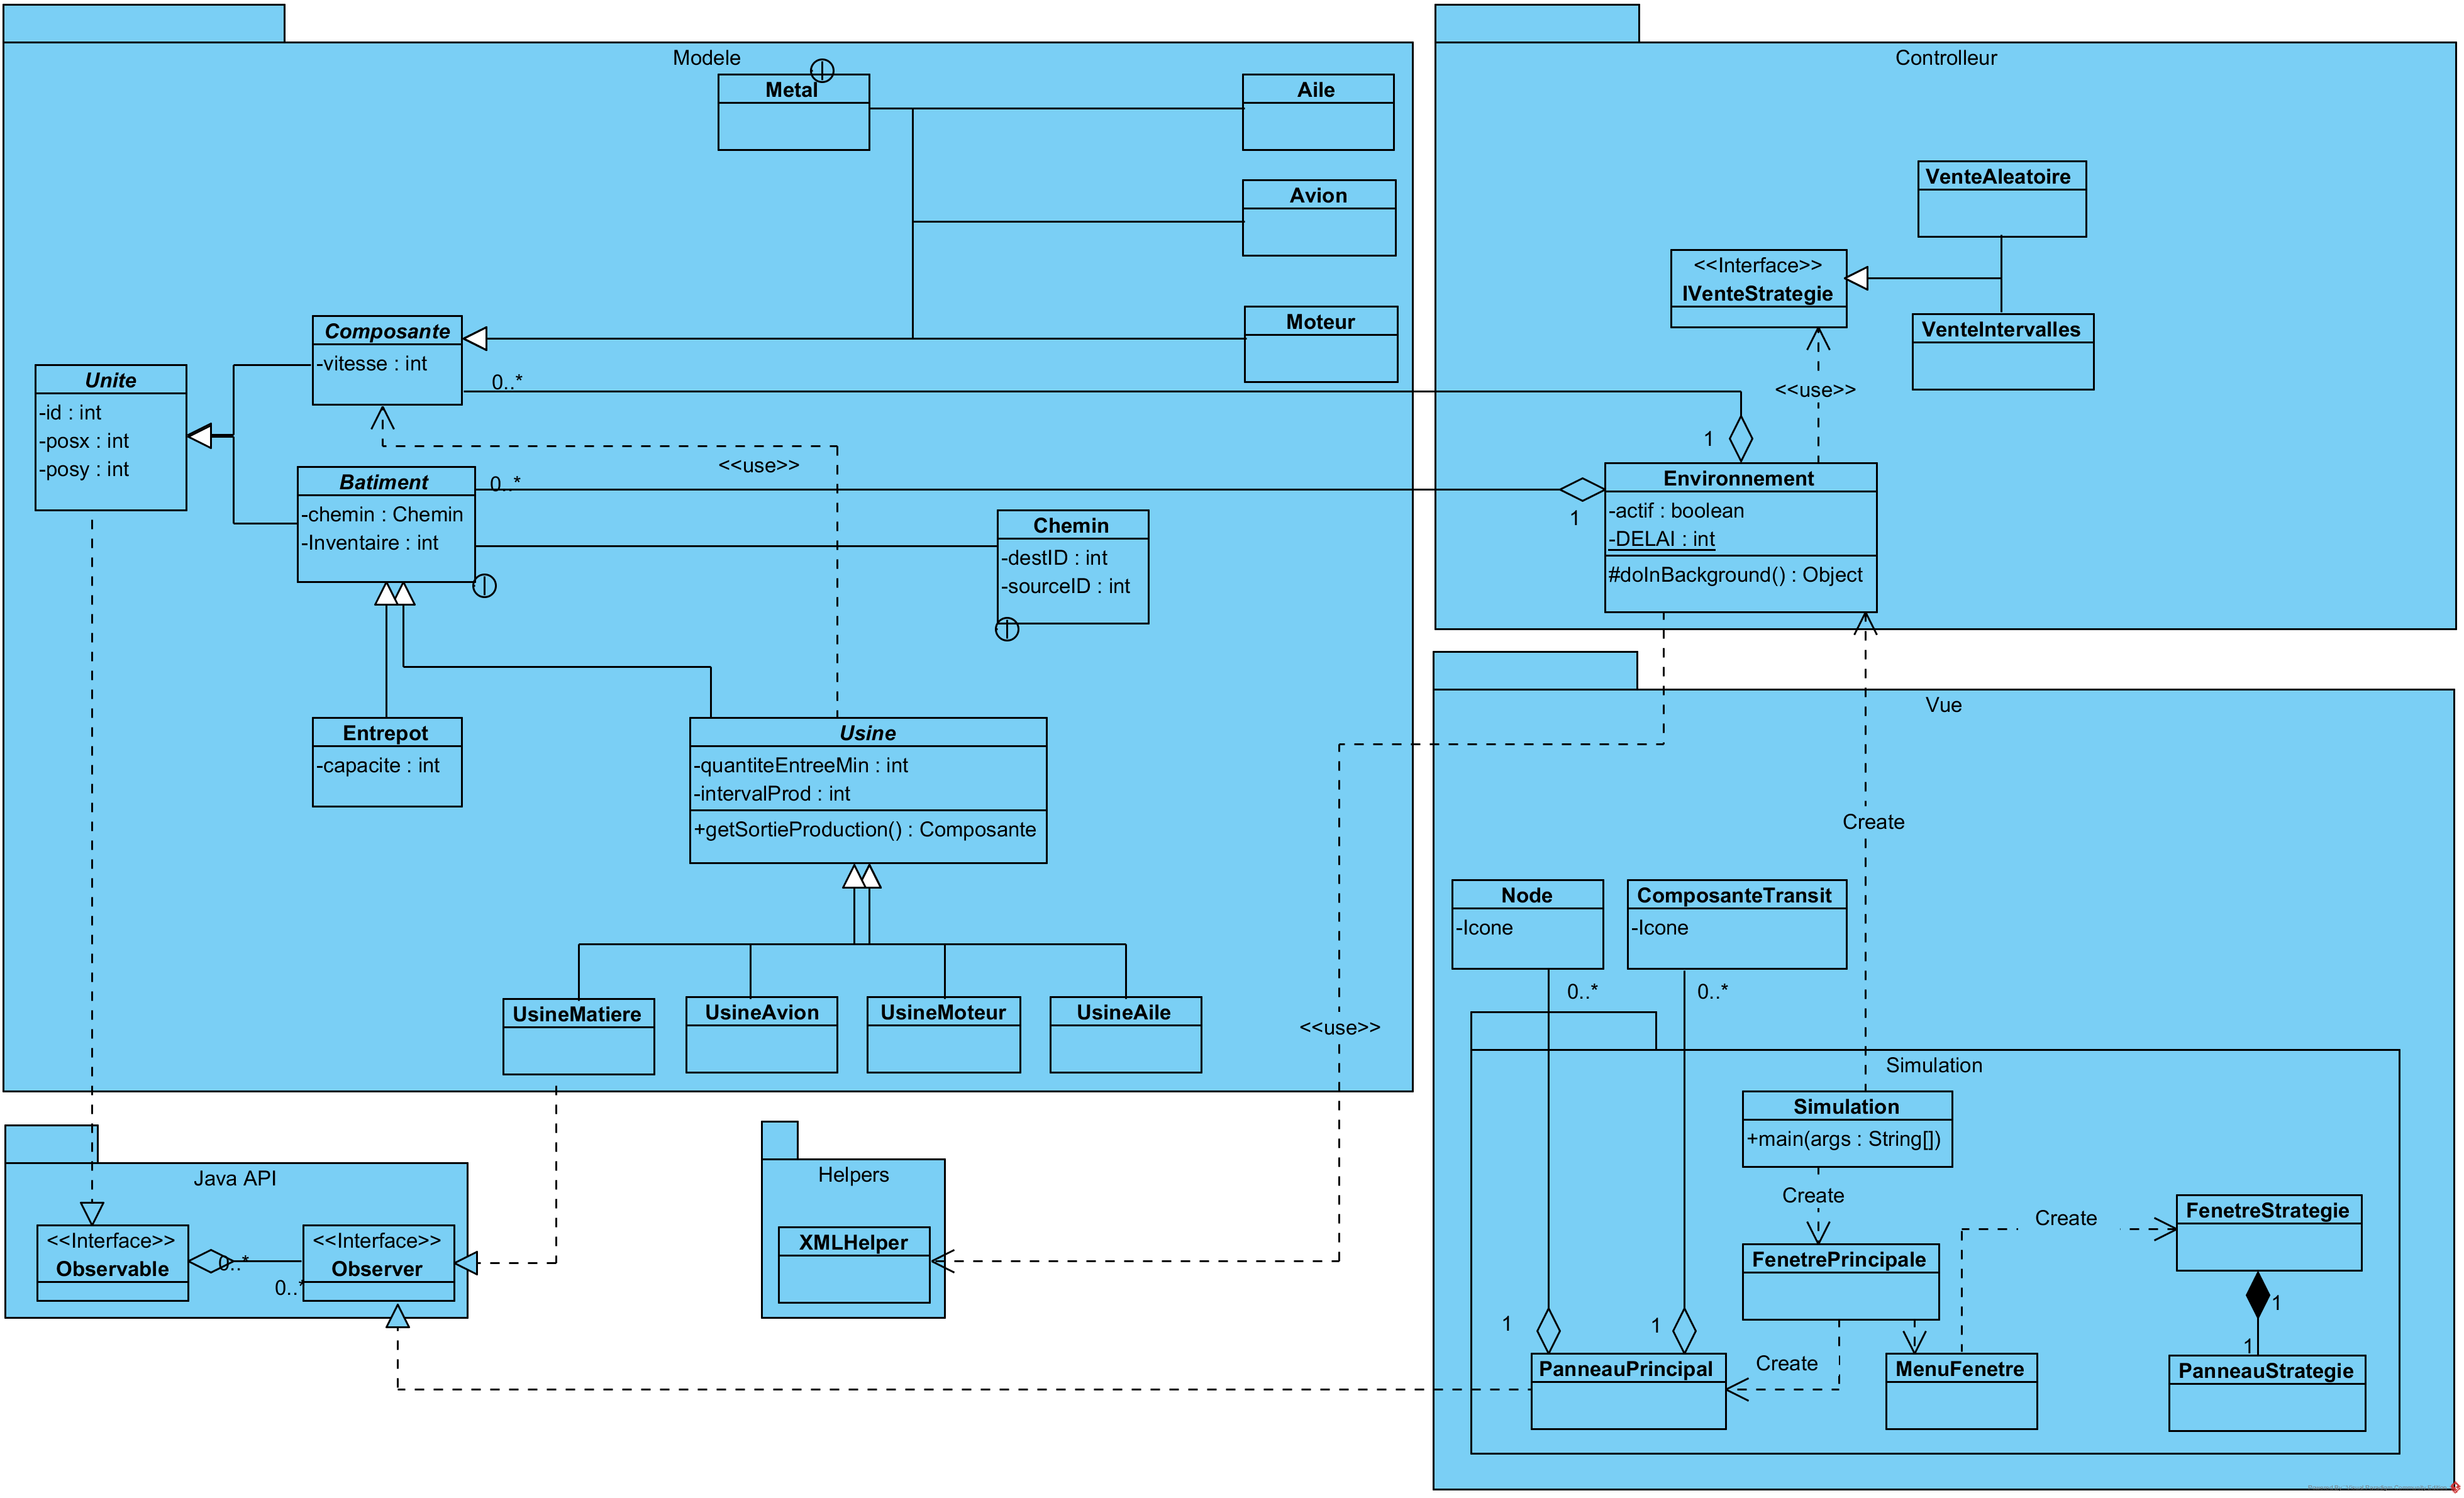 Modele
Metal
Aile
Avion
Moteur
Composante
-vitesse : int
0..*
Unite
-id : int
-posx : int
-posy : int
<<use>>
Batiment
-chemin : Chemin
-Inventaire : int
0..*
Chemin
-destID : int
-sourceID : int
Entrepot
-capacite : int
Usine
-quantiteEntreeMin : int
-intervalProd : int
+getSortieProduction() : Composante
UsineMatiere
UsineAvion
UsineMoteur
UsineAile
Controlleur
VenteAleatoire
<<Interface>>
IVenteStrategie
VenteIntervalles
<<use>>
1
1
Environnement
-actif : boolean
-DELAI : int
#doInBackground() : Object
Vue
Create
Node
-Icone
ComposanteTransit
-Icone
0..*
0..*
<<use>>
Simulation
Simulation
+main(args : String[])
Create
FenetrePrincipale
Create
FenetreStrategie
1
1
1
1
Create
PanneauPrincipal
MenuFenetre
PanneauStrategie
Java API
<<Interface>>
Observable
0..*
0..*
<<Interface>>
Observer
Helpers
XMLHelper